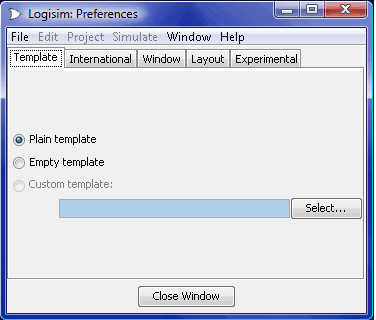 Logisim: Preferences
File Edit Project Simulate Window Help
Template International Window Layout Experimental
Plain template
Empty template
Custom template:
Select...
Close Window